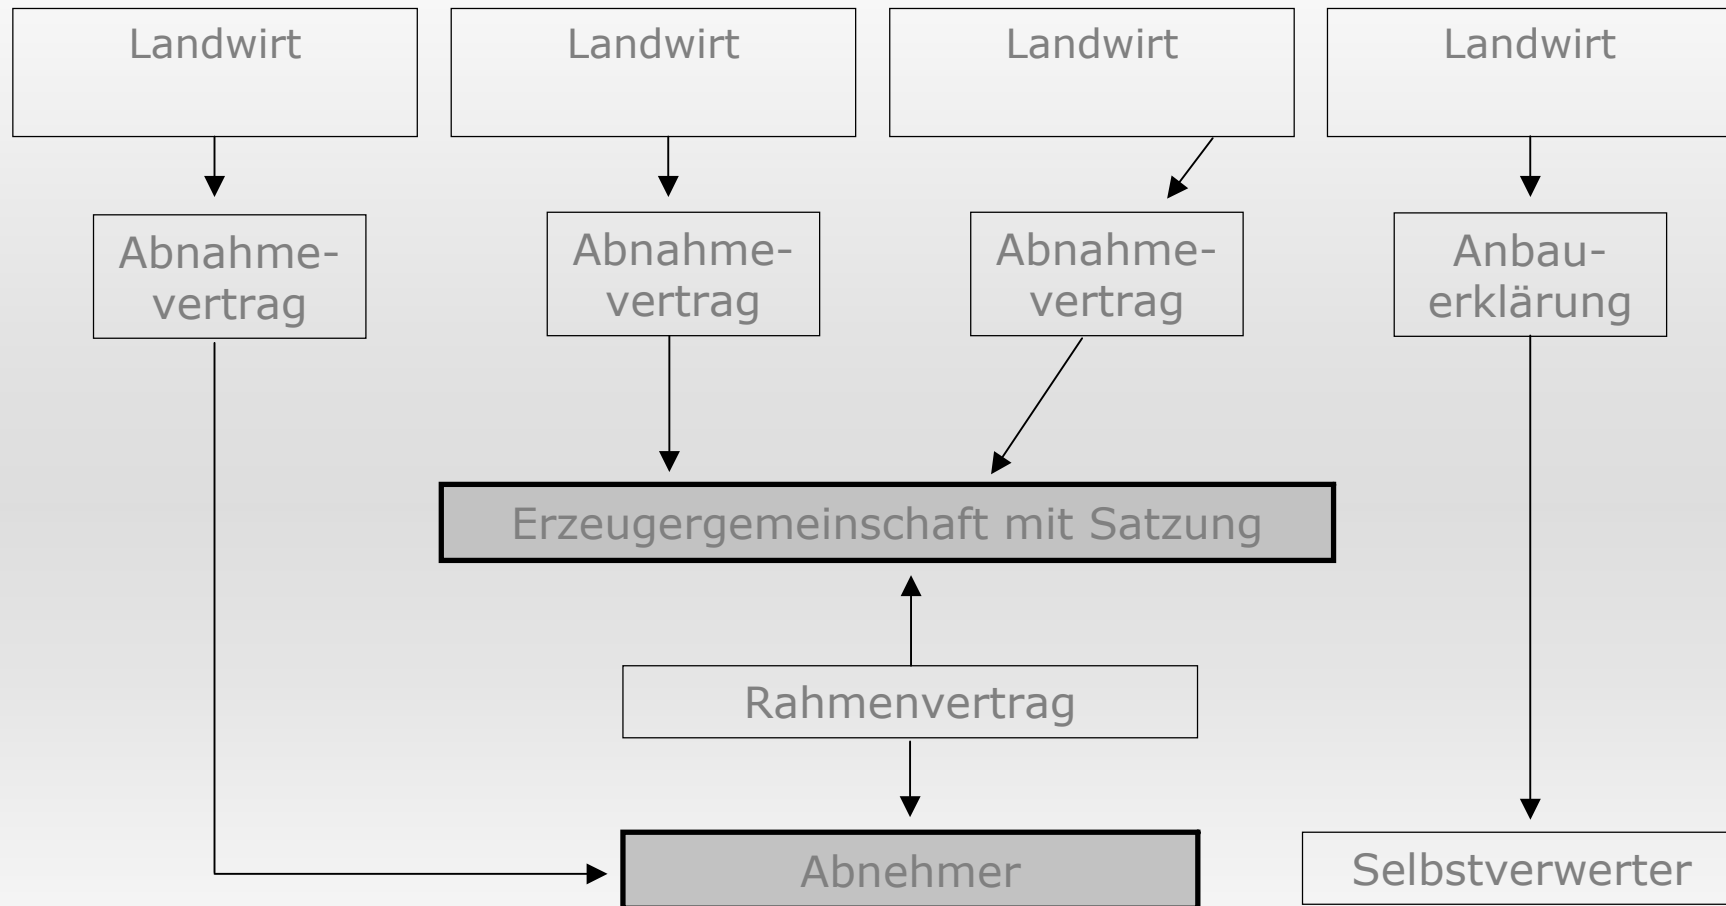 Landwirt
Landwirt
Landwirt
Landwirt
Abnahme-
vertrag
Abnahme-
vertrag
Abnahme-
vertrag
Anbau-
erklärung
Erzeugergemeinschaft mit Satzung
Rahmenvertrag
Abnehmer
Selbstverwerter